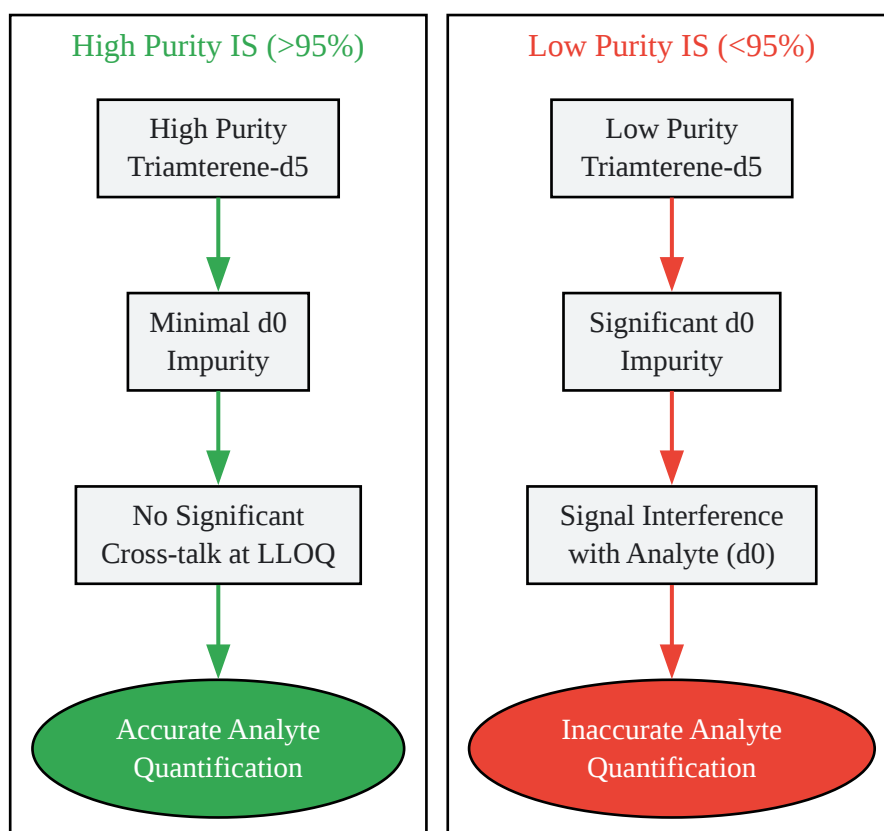 High Purity IS (>95%)
High Purity
Triamterene-d5
Minimal d0
Impurity
No Significant
Cross-talk at LLOQ
Accurate Analyte
Quantification
Low Purity IS (<95%)
Low Purity
Triamterene-d5
Significant d0
Impurity
Signal Interference
with Analyte (d0)
Inaccurate Analyte
Quantification